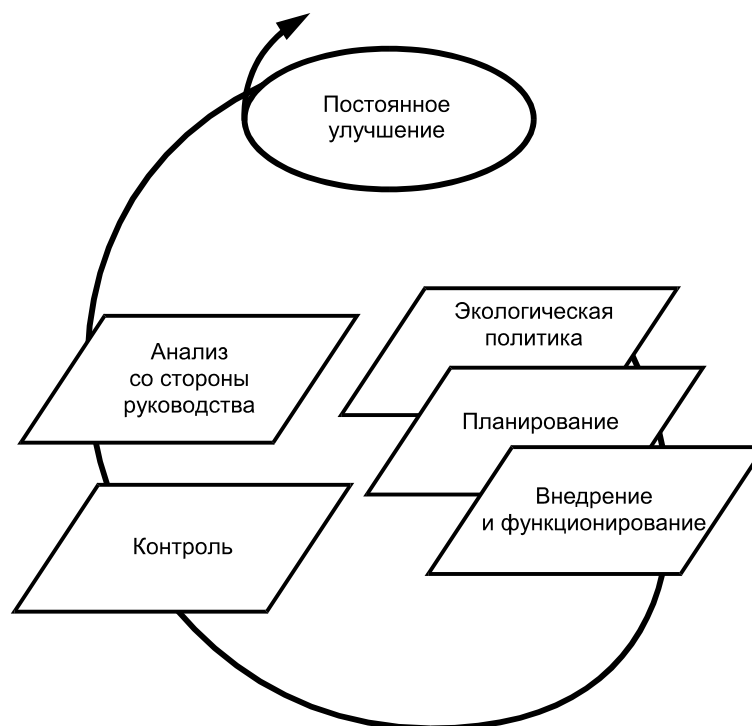 Постоянное
улучшение
Экологическая
политика
Планирование
Внедрение
и функционирование
Контроль
Анализ
со стороны
руководства